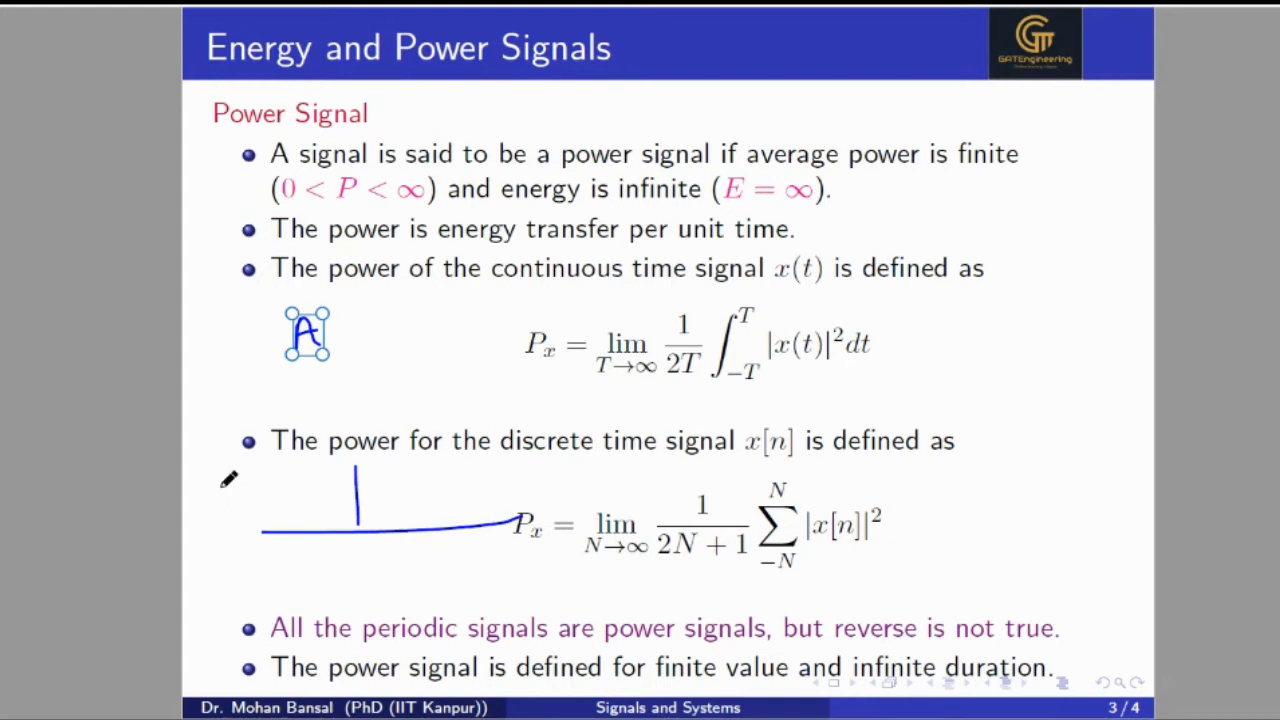 Energy and Power Signals
GATEngineering
Power Signal
A signal is said to be a power signal if average power is finite
(0 < P < ∞) and energy is infinite (E = ∞).
The power is energy transfer per unit time.
The power of the continuous time signal x(t) is defined as
A
P_x = lim_{T→∞} \frac{1}{2T} ∫_{-T}^{T} |x(t)|^2 dt
The power for the discrete time signal x[n] is defined as
P_x = lim_{N→∞} \frac{1}{2N + 1} ∑_{-N}^{N} |x[n]|^2
All the periodic signals are power signals, but reverse is not true.
The power signal is defined for finite value and infinite duration.
Dr. Mohan Bansal (PhD (IIT Kanpur)) Signals and Systems 3 / 4